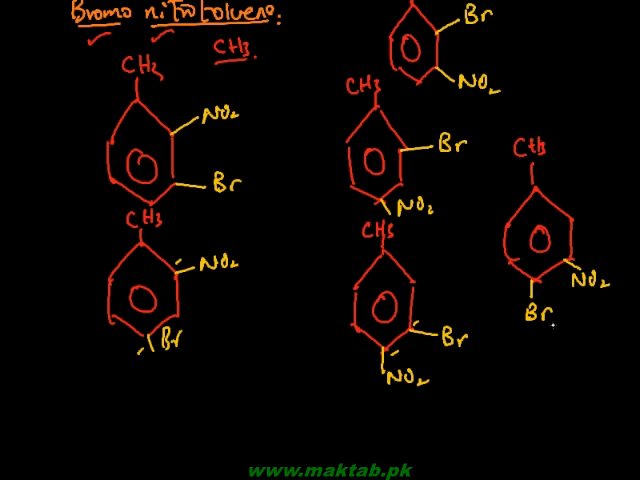 Bromo nitrotoluene:
CH3.
Br
NO2
CH3
NO2
Br
CH3
Br
NO2
CH3
NO2
Br
CH3
Br
NO2
CH3
NO2
Br.
www.maktab.pk